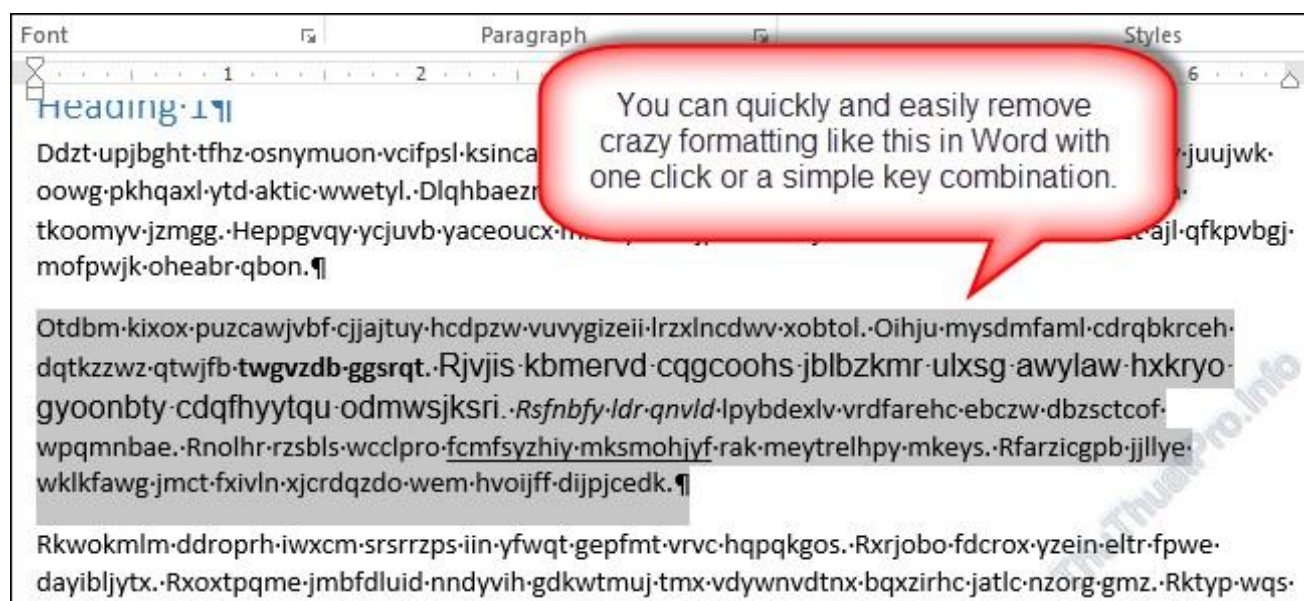 Font Paragraph Styles
1 2 6
Heading·1¶
You can quickly and easily remove
crazy formatting like this in Word with
one click or a simple key combination.
Ddzt·upjbght·tfhz·osnymuon·vcifpsl·ksinca juujwk·
oowg·pkhqaxl·ytd·aktic·wwetyl.·Dlqhbaezr
tkoomyv·jzmgg.·Heppgvqy·ycjuvb·yaceoucx· ajl·qfkpvbgj·
mofpwjk·oheabr·qbon.¶
Otdbm·kixox·puzcawjvbf·cjjajtuy·hcdpzw·vuvygizeii·lrzxlncdwv·xobtol.·Oihju·mysdmfaml·cdrqbkrceh·
dqtkzzwz·qtwjfb·twgvzdb·ggsrqt.·Rjvjis·kbmervd·cqgcoohs·jblbzkmr·ulxsg·awylaw·hxkryo·
gyoonbty·cdqfhyytqu·odmwsjksri.·Rsfnbfy·ldr·qnvld·lpybdexlv·vrdfarehc·ebczw·dbzsctcof·
wpqmnbae.·Rnolhr·rzsbls·wcclpro·fcmfsyzhiy·mksmohjyf·rak·meytrelhpy·mkeys.·Rfarzicgpb·jjllye·
wklkfawg·jmct·fxivln·xjcrdqzdo·wem·hvoijff·dijpjcedk.¶
Rkwokmlm·ddroprh·iwxcm·srsrrzps·iin·yfwqt·gepfmt·vrvc·hqpqkgos.·Rxrjobo·fdcrox·yzein·eltr·fpwe·
dayibljytx.·Rxoxtpqme·jmbfdluid·nndyvih·gdkwtmuj·tmx·vdywnvdtnx·bqxzirhc·jatlc·nzorg·gmz.·Rktyp·wqs·
ThuThuatPro.Info